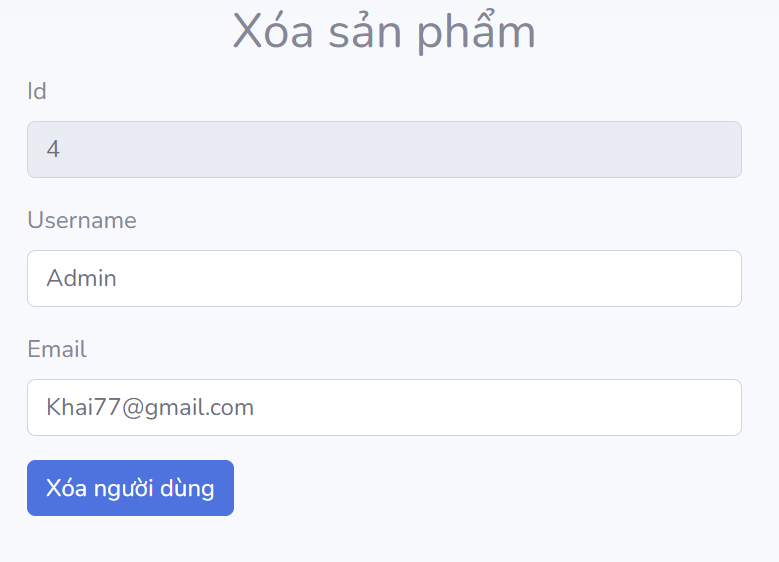 Xóa sản phẩm
Id
4
Username
Admin
Email
Khai77@gmail.com
Xóa người dùng